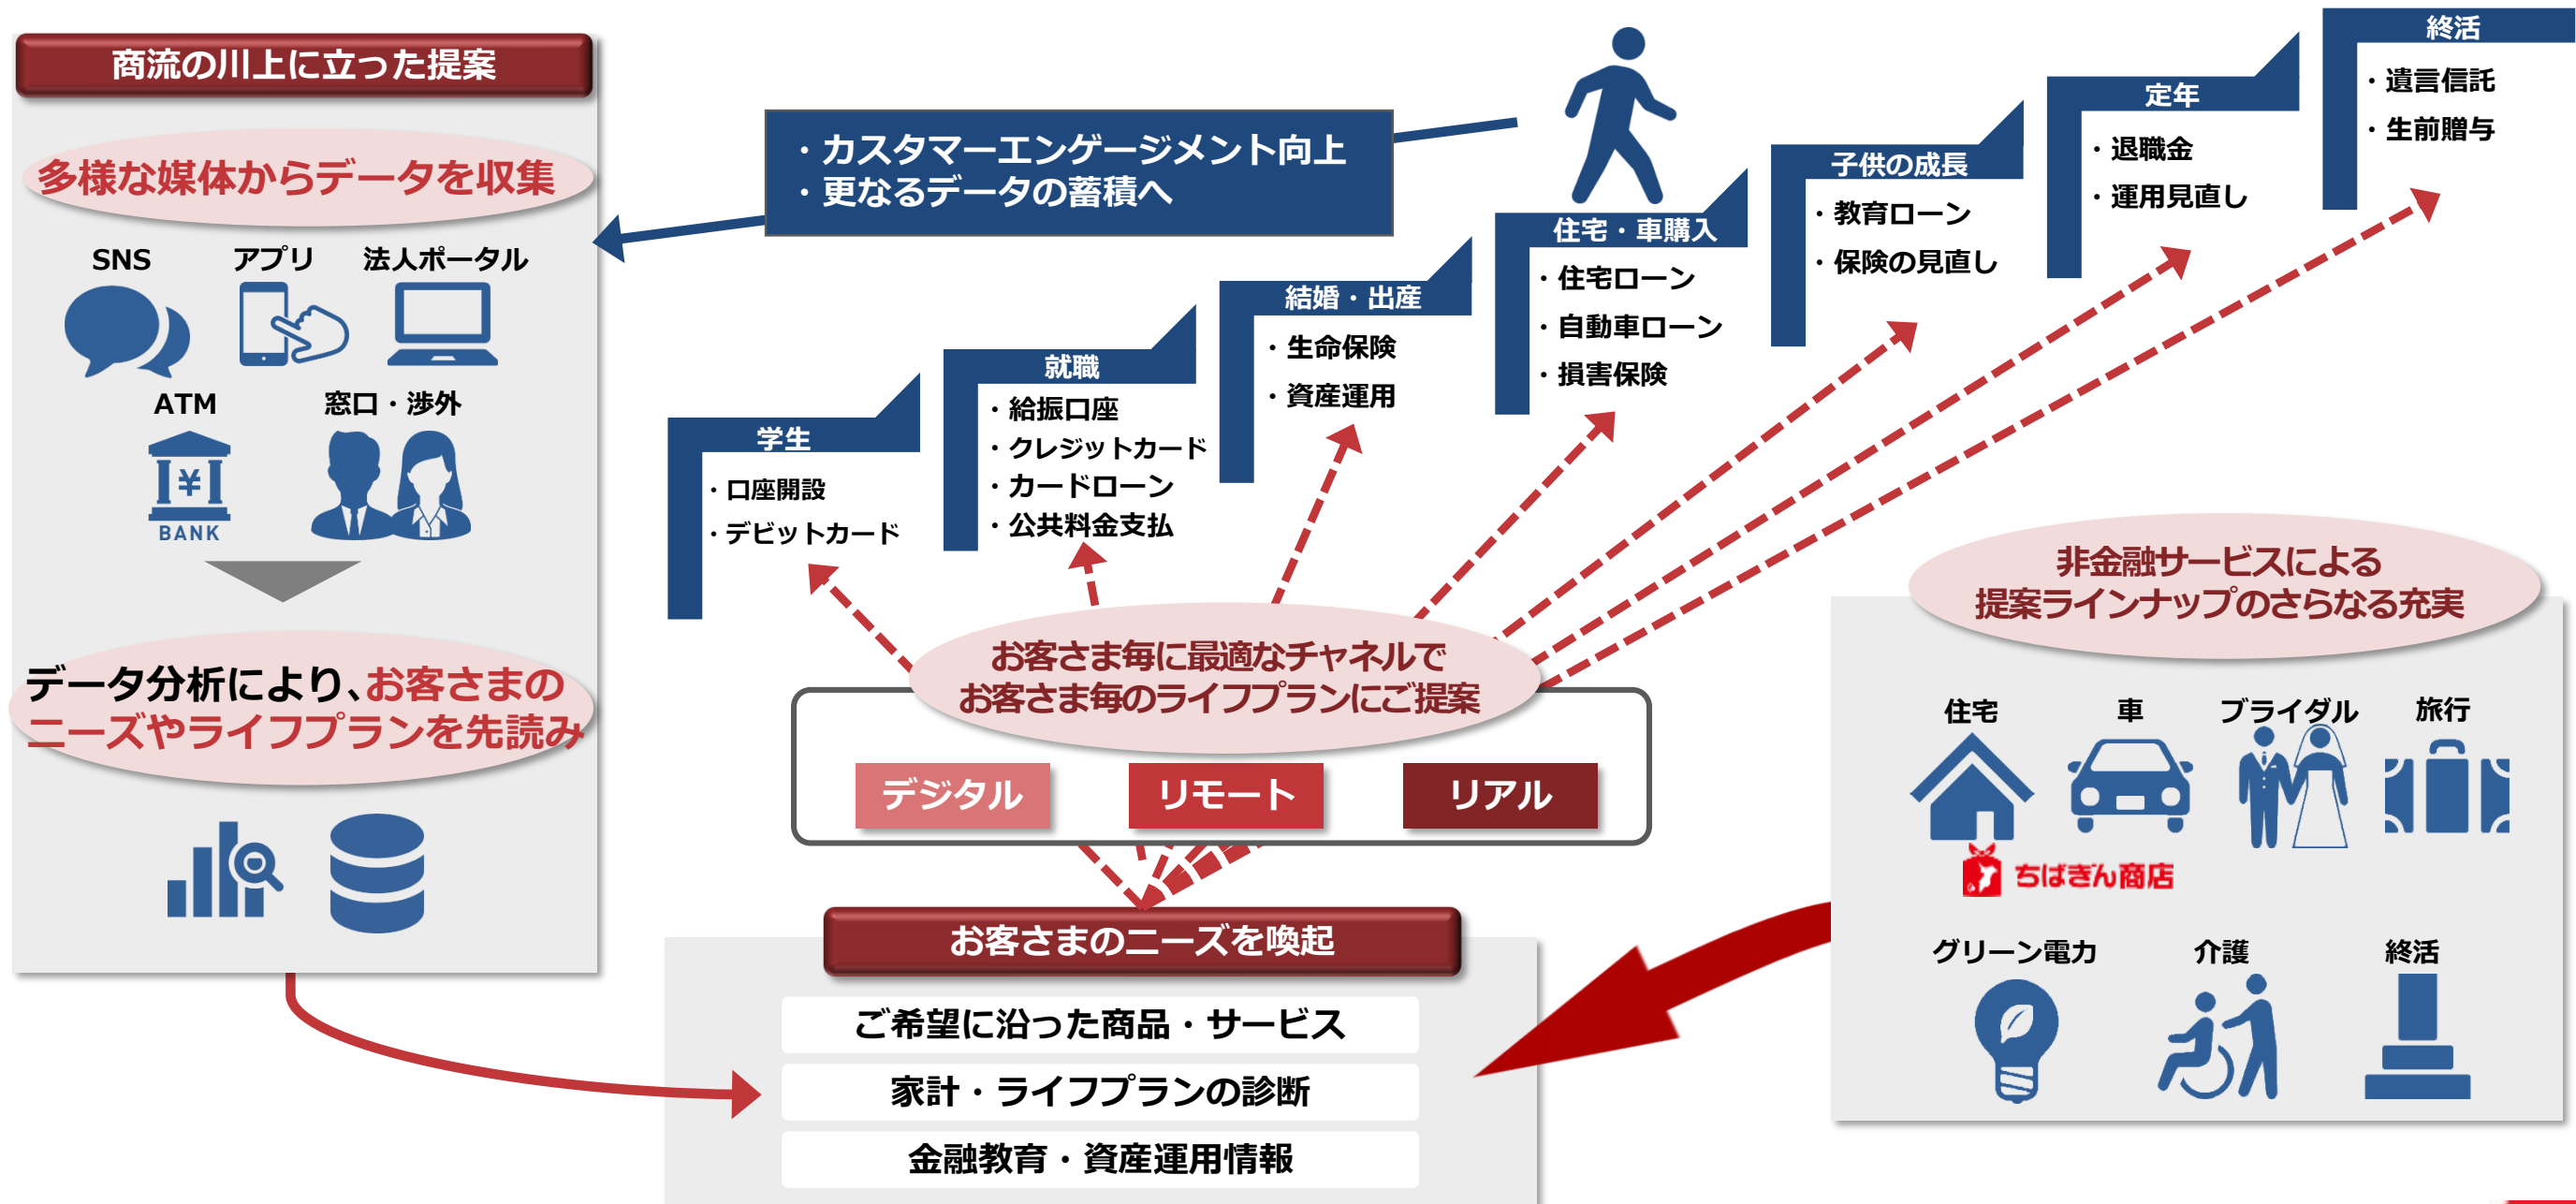 商流の川上に立った提案
多様な媒体からデータを収集
SNS
アプリ
法人ポータル
ATM
窓口・渉外
¥
BANK
データ分析により、お客さまの
ニーズやライフプランを先読み
・カスタマーエンゲージメント向上
・更なるデータの蓄積へ
学生
・口座開設
・デビットカード
就職
・給振口座
・クレジットカード
・カードローン
・公共料金支払
結婚・出産
・生命保険
・資産運用
住宅・車購入
・住宅ローン
・自動車ローン
・損害保険
子供の成長
・教育ローン
・保険の見直し
定年
・退職金
・運用見直し
終活
・遺言信託
・生前贈与
お客さま毎に最適なチャネルで
お客さま毎のライフプランにご提案
デジタル
リモート
リアル
お客さまのニーズを喚起
ご希望に沿った商品・サービス
家計・ライフプランの診断
金融教育・資産運用情報
非金融サービスによる
提案ラインナップのさらなる充実
住宅
車
ブライダル
旅行
ちばぎん商店
グリーン電力
介護
終活